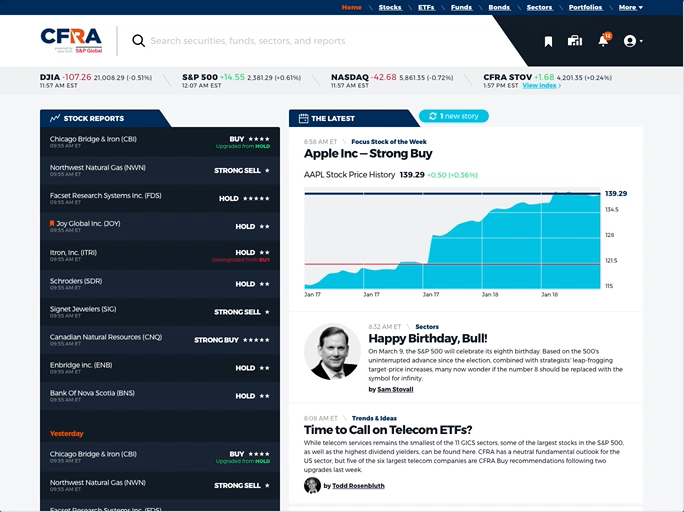 Home \ Stocks \ ETFs \ Funds \ Bonds \ Sectors \ Portfolios \ More
CFRA
S&P Global
Search securities, funds, sectors, and reports
12
DJIA -107.26 21,008.29 (-0.51%)
11:57 AM EST
S&P 500 +14.55 2,381.29 (+0.61%)
12:07 AM EST
NASDAQ -42.68 5,861.35 (-0.72%)
11:57 AM EST
CFRA STOV +1.68 4,201.35 (+0.24%)
1:57 PM EST View Index >
STOCK REPORTS
Chicago Bridge & Iron (CBI) BUY ★★★★
09:55 AM ET Upgraded from HOLD
Northwest Natural Gas (NWN) STRONG SELL ★
09:55 AM ET
Facset Research Systems Inc. (FDS) HOLD ★★★★★
09:55 AM ET
Joy Global Inc. (JOY) HOLD ★★
09:55 AM ET
Itron, Inc. (ITRI) HOLD ★★
09:55 AM ET from BUY
Schroders (SDR) HOLD ★★
09:55 AM ET
Signet Jewelers (SIG) STRONG SELL ★
09:55 AM ET
Canadian Natural Resources (CNQ) STRONG BUY ★★★★★
09:55 AM ET
Enbridge Inc. (ENB) HOLD ★★
09:55 AM ET
Bank Of Nova Scotia (BNS) HOLD ★★
09:55 AM ET
Yesterday
Chicago Bridge & Iron (CBI) BUY ★★★★
09:55 AM ET Upgraded from HOLD
Northwest Natural Gas (NWN) STRONG SELL ★
09:55 AM ET
Facset Research Systems Inc. (FDS)
THE LATEST
1 new story
8:58 AM ET \ Focus Stock of the Week
Apple Inc – Strong Buy
AAPL Stock Price History 139.29 +0.50 (+0.36%)
139.29
134.5
128
121.5
115
Jan 17 Jan 17 Jan 17 Jan 18 Jan 18
8:32 AM ET \ Sectors
Happy Birthday, Bull!
On March 9, the S&P 500 will celebrate its eighth birthday. Based on the 500's
uninterrupted advance since the election, combined with strategists' leap-frogging
target-price increases, many now wonder if the number 8 should be replaced with the
symbol for infinity.
by Sam Stovall
8:08 AM ET \ Trends & Ideas
Time to Call on Telecom ETFs?
While telecom services remains the smallest of the 11 GICS sectors, some of the largest stocks in the S&P 500,
as well as the highest dividend yielders, can be found here. CFRA has a neutral fundamental outlook for the
US sector, but five of the six largest telecom companies are CFRA Buy recommendations following two
upgrades last week.
by Todd Rosenbluth